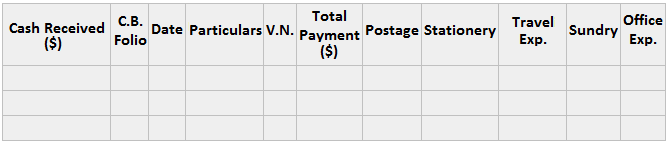 Cash Received ($) C.B. Folio Date Particulars V.N. Total Payment ($) Postage Stationery Travel Exp. Sundry Office Exp.